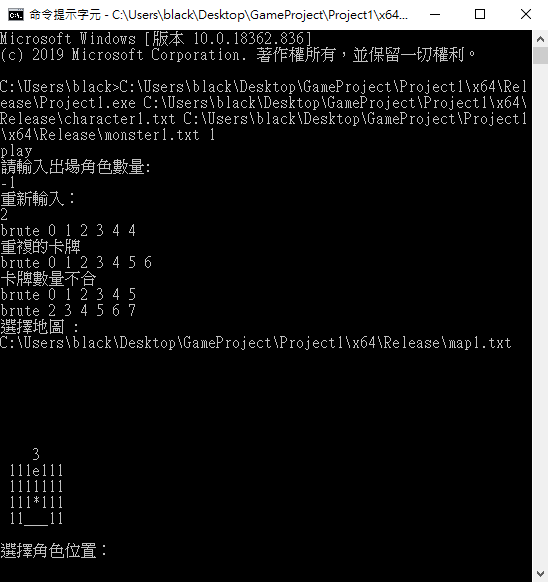 命令提示字元 - C:\Users\black\Desktop\GameProject\Project1\x64...
Microsoft Windows [版本 10.0.18362.836]
(c) 2019 Microsoft Corporation. 著作權所有，並保留一切權利。
C:\Users\black>C:\Users\black\Desktop\GameProject\Project1\x64\Rel
ease\Project1.exe C:\Users\black\Desktop\GameProject\Project1\x64\
Release\character1.txt C:\Users\black\Desktop\GameProject\Project1
\x64\Release\monster1.txt 1
play
請輸入出場角色數量:
-1
重新輸入：
2
brute 0 1 2 3 4 4
重複的卡牌
brute 0 1 2 3 4 5 6
卡牌數量不合
brute 0 1 2 3 4 5
brute 2 3 4 5 6 7
選擇地圖 :
C:\Users\black\Desktop\GameProject\Project1\x64\Release\map1.txt
3
111e111
1111111
111*111
11___11
選擇角色位置：